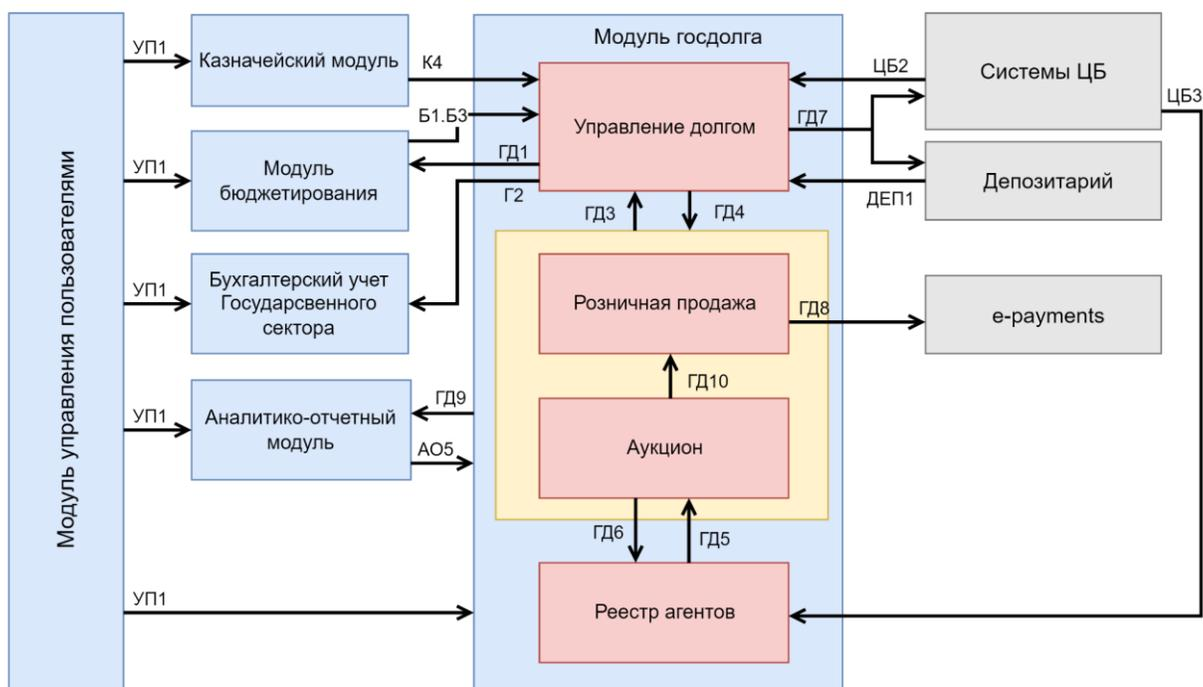 Модуль управления пользователями
УП1
Казначейский модуль
К4
УП1
Модуль
бюджетирования
Б1.Б3
ГД1
Г2
УП1
Бухгалтерский учет
Государсвенного
сектора
УП1
Аналитико-отчетный
модуль
ГД9
АО5
УП1
Модуль госдолга
Управление долгом
ГД3
ГД4
Розничная продажа
ГД10
Аукцион
ГД6
ГД5
Реестр агентов
ЦБ2
ГД7
ДЕП1
ГД8
Системы ЦБ
ЦБ3
Депозитарий
e-payments